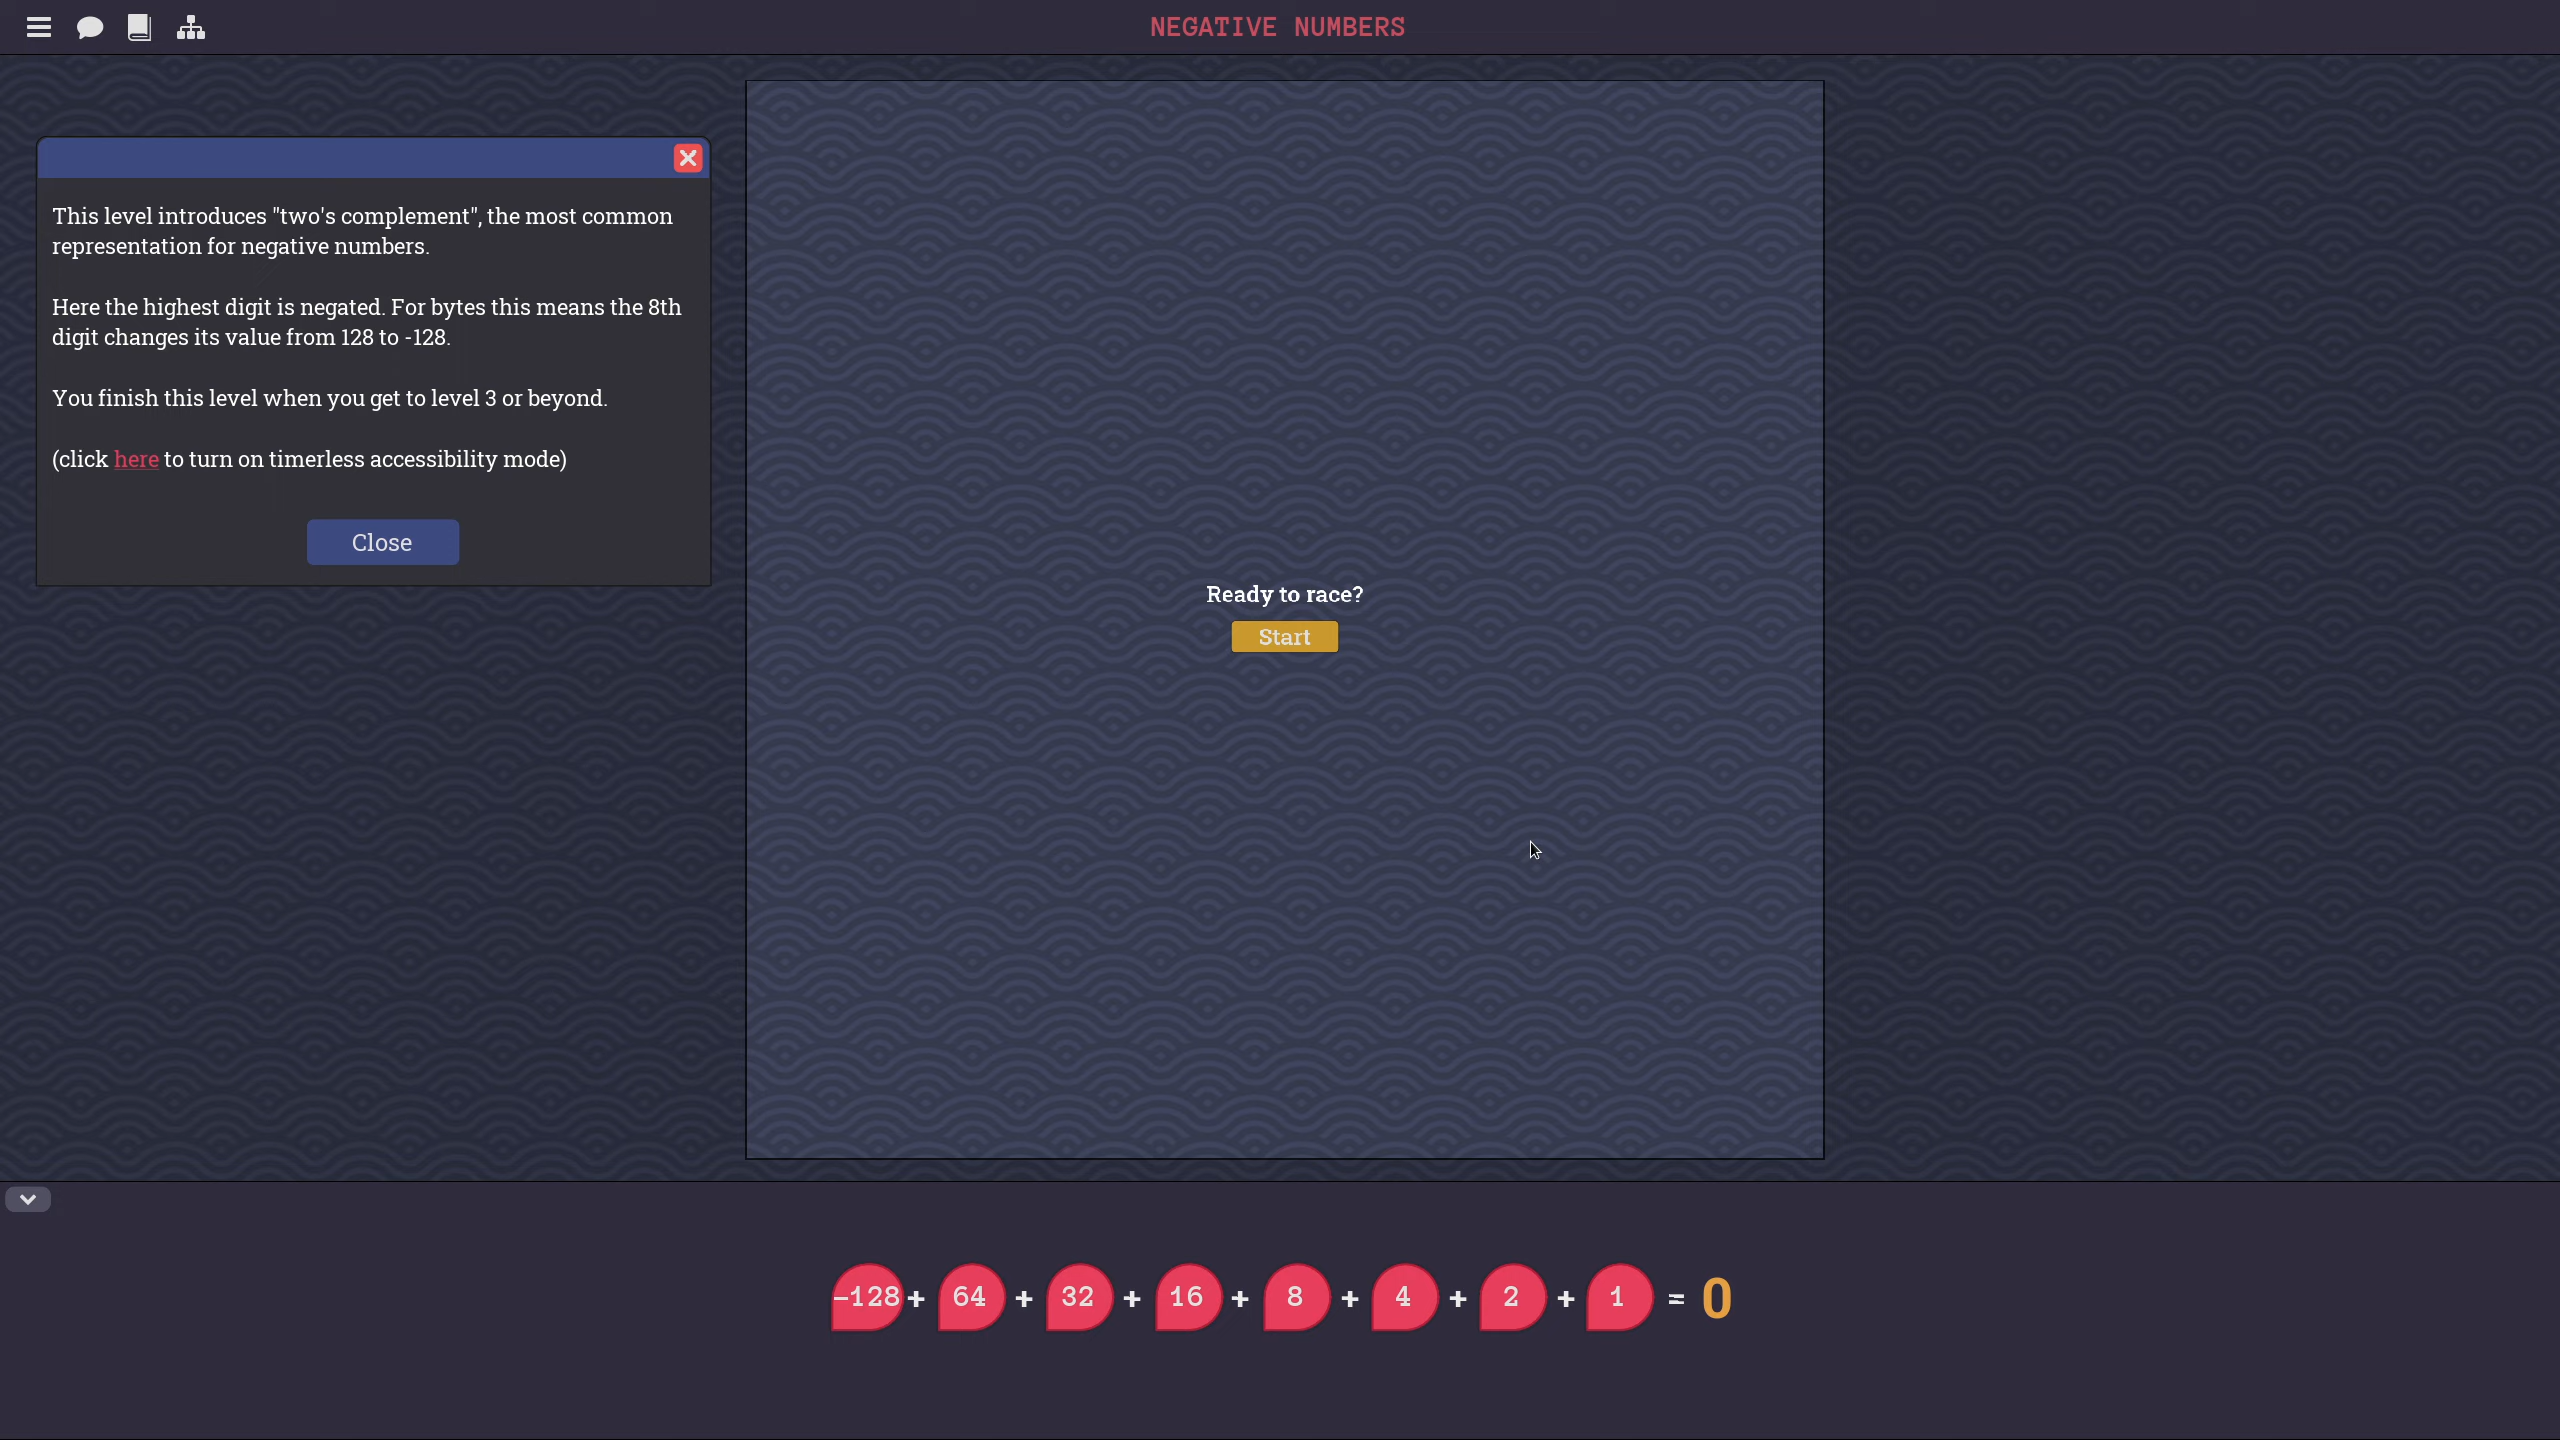 NEGATIVE NUMBERS
This level introduces "two's complement", the most common
representation for negative numbers.
Here the highest digit is negated. For bytes this means the 8th
digit changes its value from 128 to -128.
You finish this level when you get to level 3 or beyond.
(click here to turn on timerless accessibility mode)
Close
Ready to race?
Start
-128 + 64 + 32 + 16 + 8 + 4 + 2 + 1 = 0